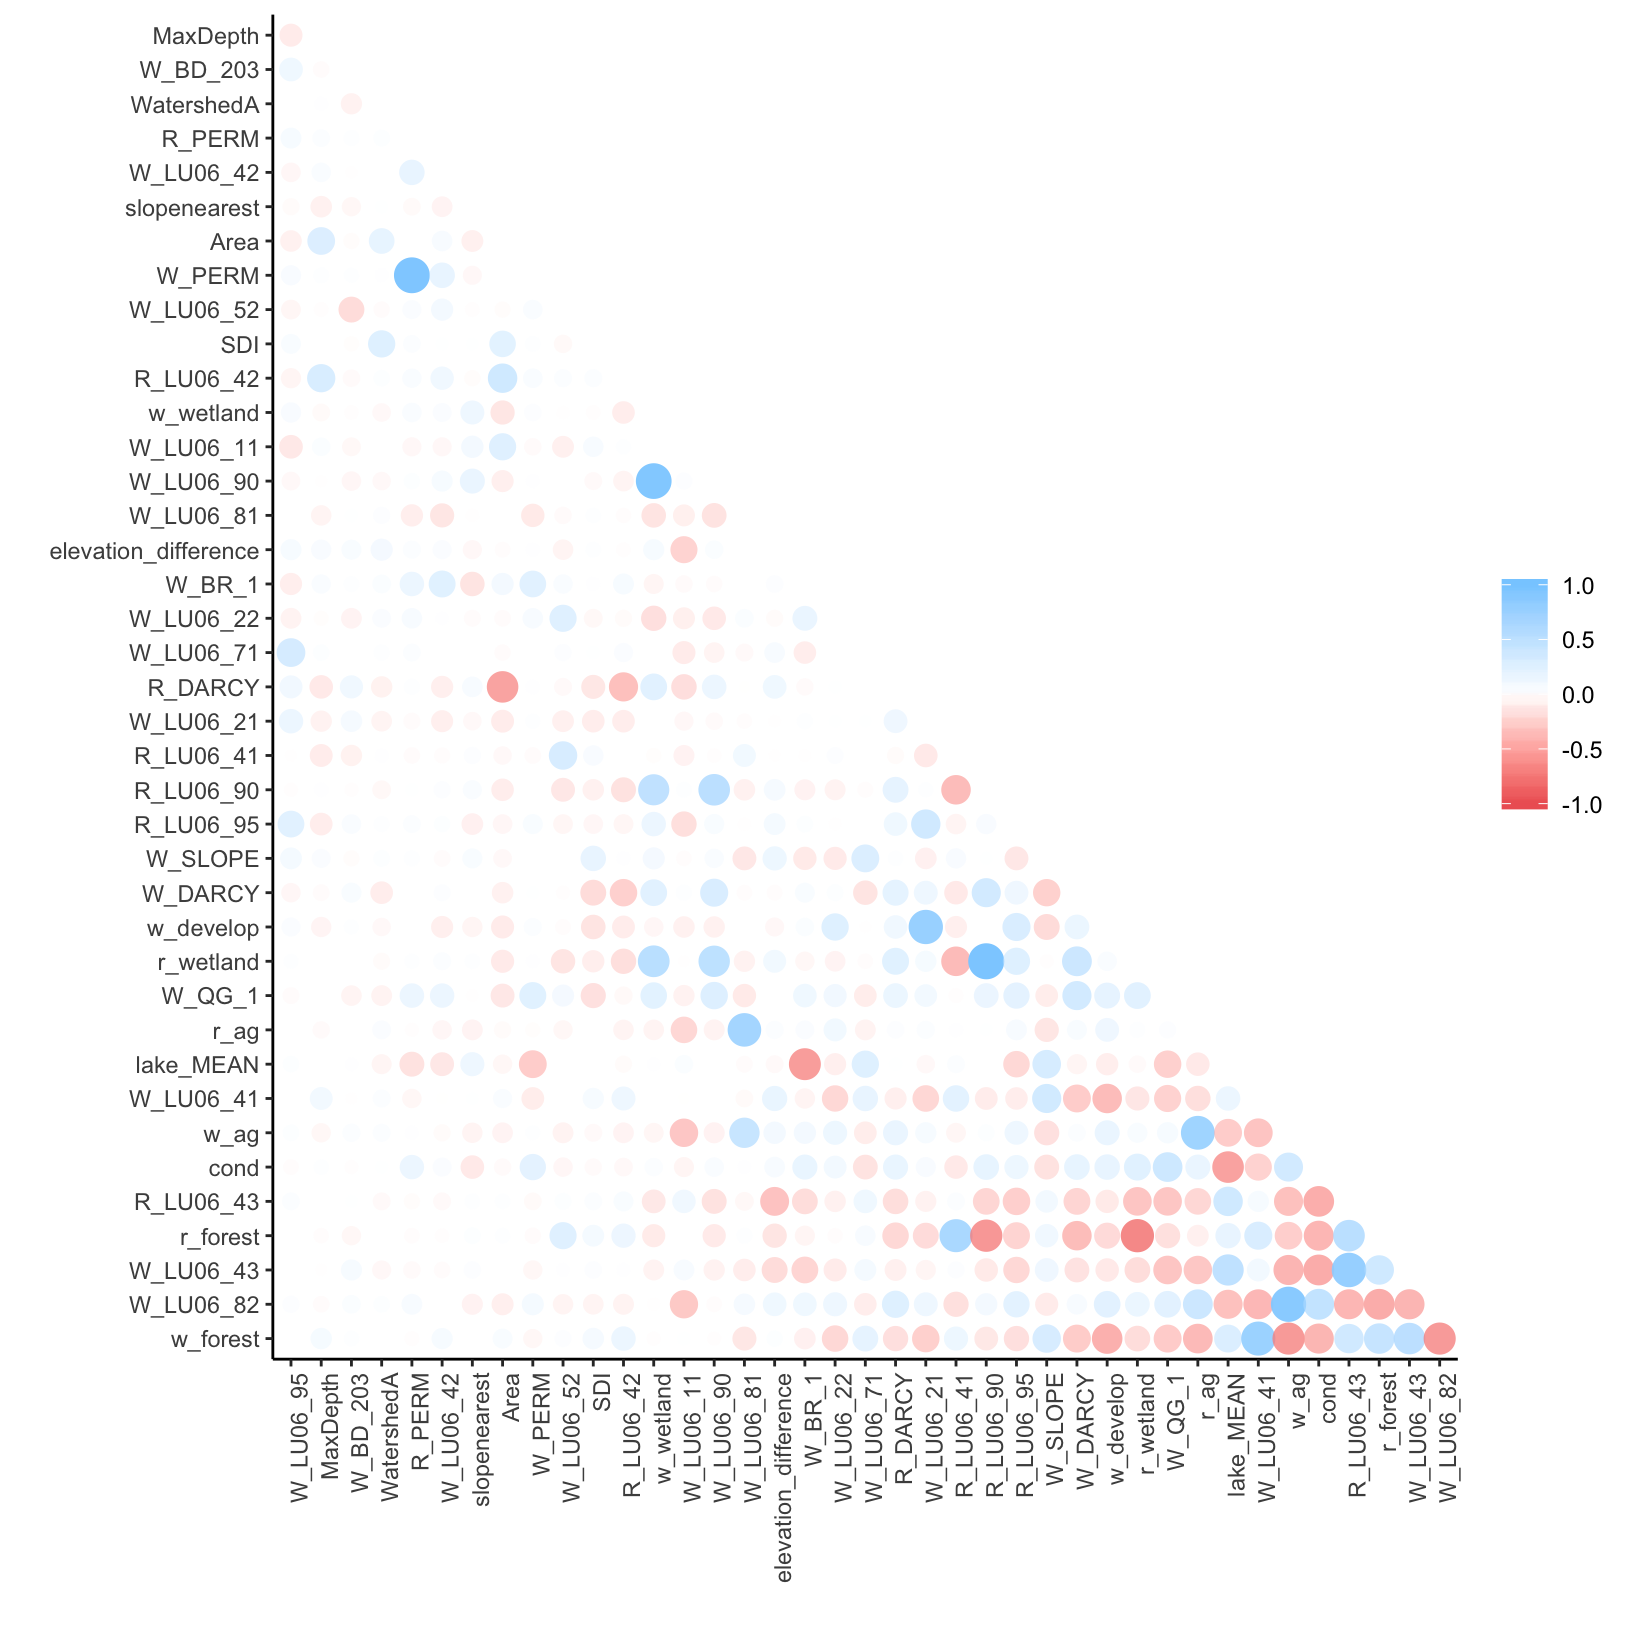 MaxDepth
W_BD_203
WatershedA
R_PERM
W_LU06_42
slopenearest
Area
W_PERM
W_LU06_52
SDI
R_LU06_42
w_wetland
W_LU06_11
W_LU06_90
W_LU06_81
elevation_difference
W_BR_1
W_LU06_22
W_LU06_71
R_DARCY
W_LU06_21
R_LU06_41
R_LU06_90
R_LU06_95
W_SLOPE
W_DARCY
w_develop
r_wetland
W_QG_1
r_ag
lake_MEAN
W_LU06_41
w_ag
cond
R_LU06_43
r_forest
W_LU06_43
W_LU06_82
w_forest
W_LU06_95
MaxDepth
W_BD_203
WatershedA
R_PERM
W_LU06_42
slopenearest
Area
W_PERM
W_LU06_52
SDI
R_LU06_42
w_wetland
W_LU06_11
W_LU06_90
W_LU06_81
elevation_difference
W_BR_1
W_LU06_22
W_LU06_71
R_DARCY
W_LU06_21
R_LU06_41
R_LU06_90
R_LU06_95
W_SLOPE
W_DARCY
w_develop
r_wetland
W_QG_1
r_ag
lake_MEAN
W_LU06_41
w_ag
cond
R_LU06_43
r_forest
W_LU06_43
W_LU06_82
1.0
0.5
0.0
-0.5
-1.0